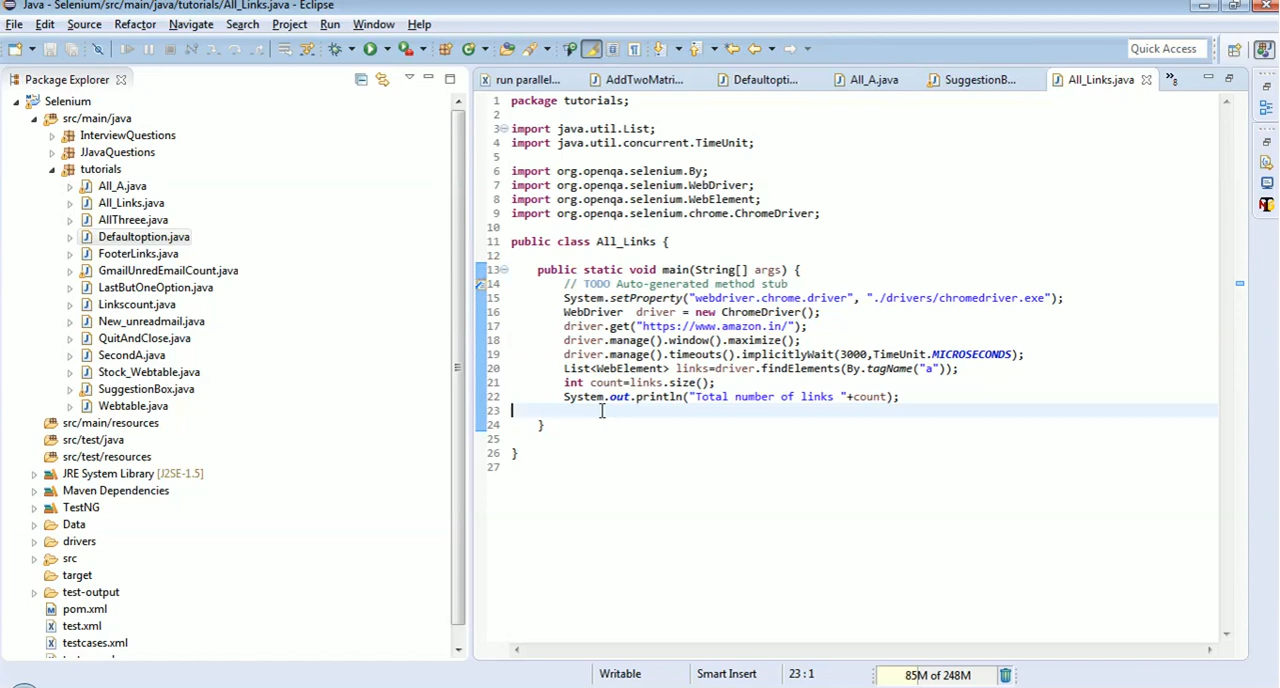 Java - Selenium/src/main/java/tutorials/All_Links.java - Eclipse
File Edit Source Refactor Navigate Search Project Run Window Help
Quick Access
Package Explorer
run parallel... AddTwoMatri... Defaultopti... All_A.java SuggestionB... All_Links.java »8
Selenium
src/main/java
InterviewQuestions
JJavaQuestions
tutorials
All_A.java
All_Links.java
AllThreee.java
Defaultoption.java
FooterLinks.java
GmailUnredEmailCount.java
LastButOneOption.java
Linkscount.java
New_unreadmail.java
QuitAndClose.java
SecondA.java
Stock_Webtable.java
SuggestionBox.java
Webtable.java
src/main/resources
src/test/java
src/test/resources
JRE System Library [J2SE-1.5]
Maven Dependencies
TestNG
Data
drivers
src
target
test-output
pom.xml
test.xml
testcases.xml
1 package tutorials;
2
3 import java.util.List;
4 import java.util.concurrent.TimeUnit;
5
6 import org.openqa.selenium.By;
7 import org.openqa.selenium.WebDriver;
8 import org.openqa.selenium.WebElement;
9 import org.openqa.selenium.chrome.ChromeDriver;
10
11 public class All_Links {
12
13 public static void main(String[] args) {
14 // TODO Auto-generated method stub
15 System.setProperty("webdriver.chrome.driver", "./drivers/chromedriver.exe");
16 WebDriver driver = new ChromeDriver();
17 driver.get("https://www.amazon.in/");
18 driver.manage().window().maximize();
19 driver.manage().timeouts().implicitlyWait(3000,TimeUnit.MICROSECONDS);
20 List<WebElement> links=driver.findElements(By.tagName("a"));
21 int count=links.size();
22 System.out.println("Total number of links "+count);
23
24 }
25
26 }
27
Writable Smart Insert 23 : 1 85M of 248M